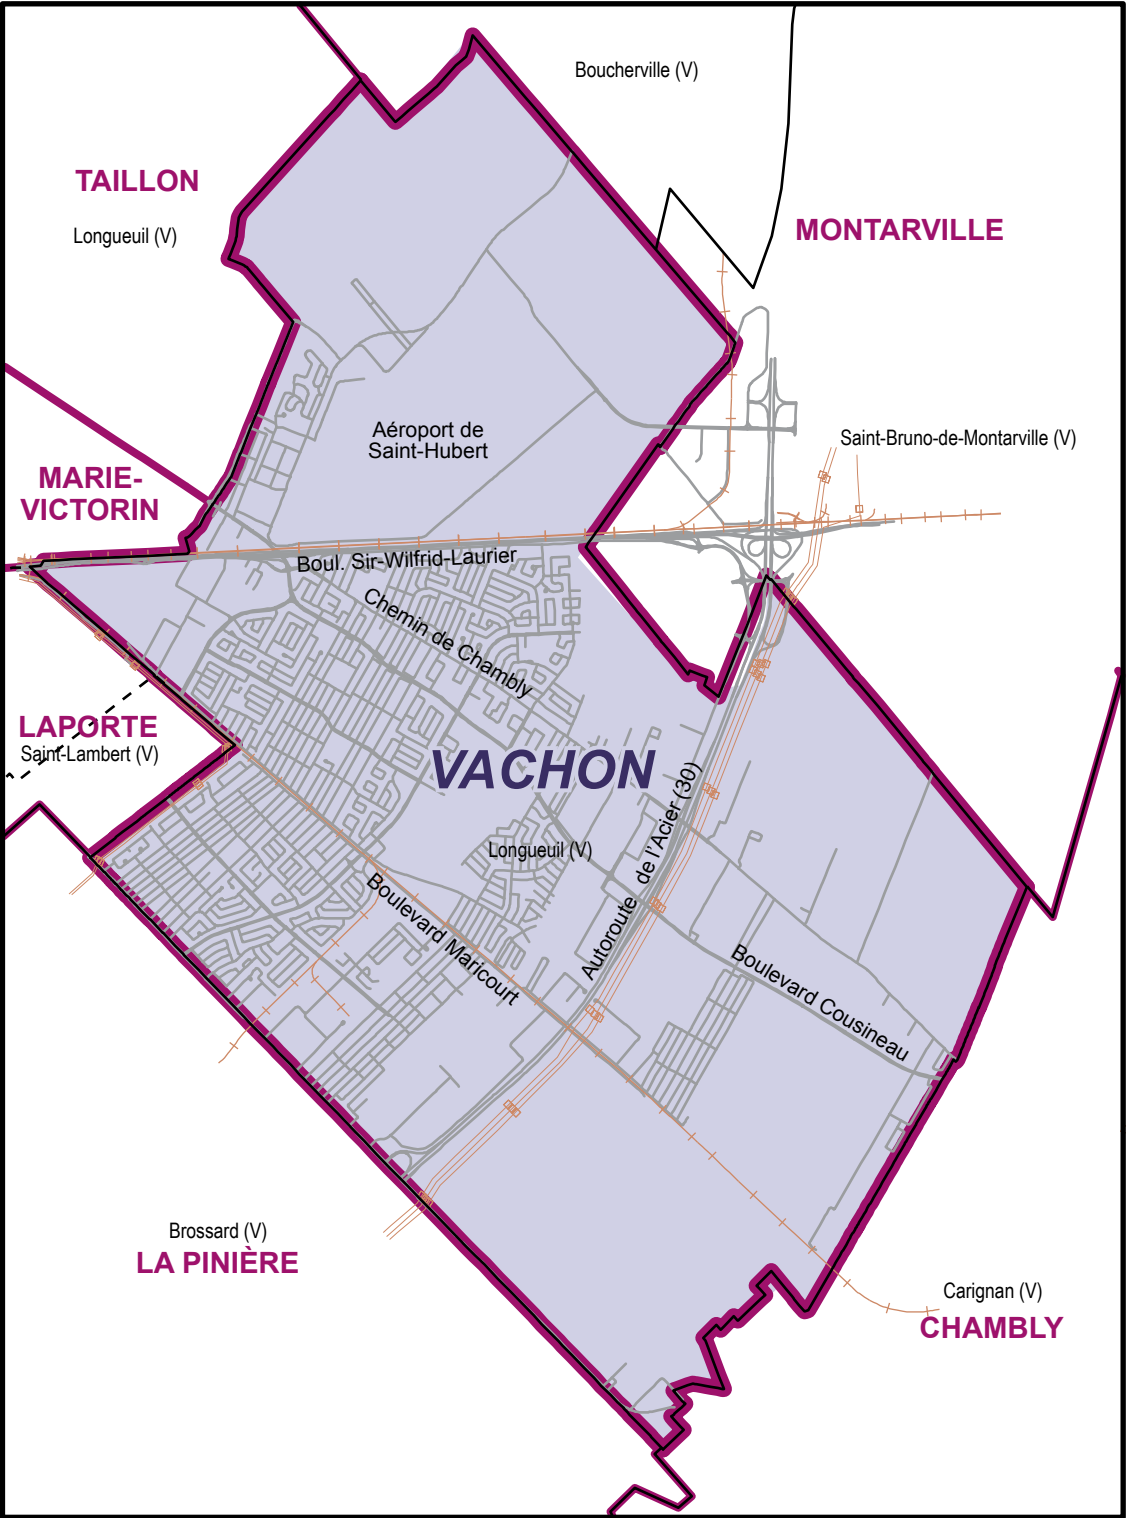 Boucherville (V)
TAILLON
Longueuil (V)
MONTARVILLE
Aéroport de
Saint-Hubert
Saint-Bruno-de-Montarville (V)
MARIE-
VICTORIN
Boul. Sir-Wilfrid-Laurier
Chemin de Chambly
LAPORTE
Saint-Lambert (V)
VACHON
Autoroute de l'Acier (30)
Longueuil (V)
Boulevard Maricourt
Boulevard Cousineau
Brossard (V)
LA PINIÈRE
Carignan (V)
CHAMBLY